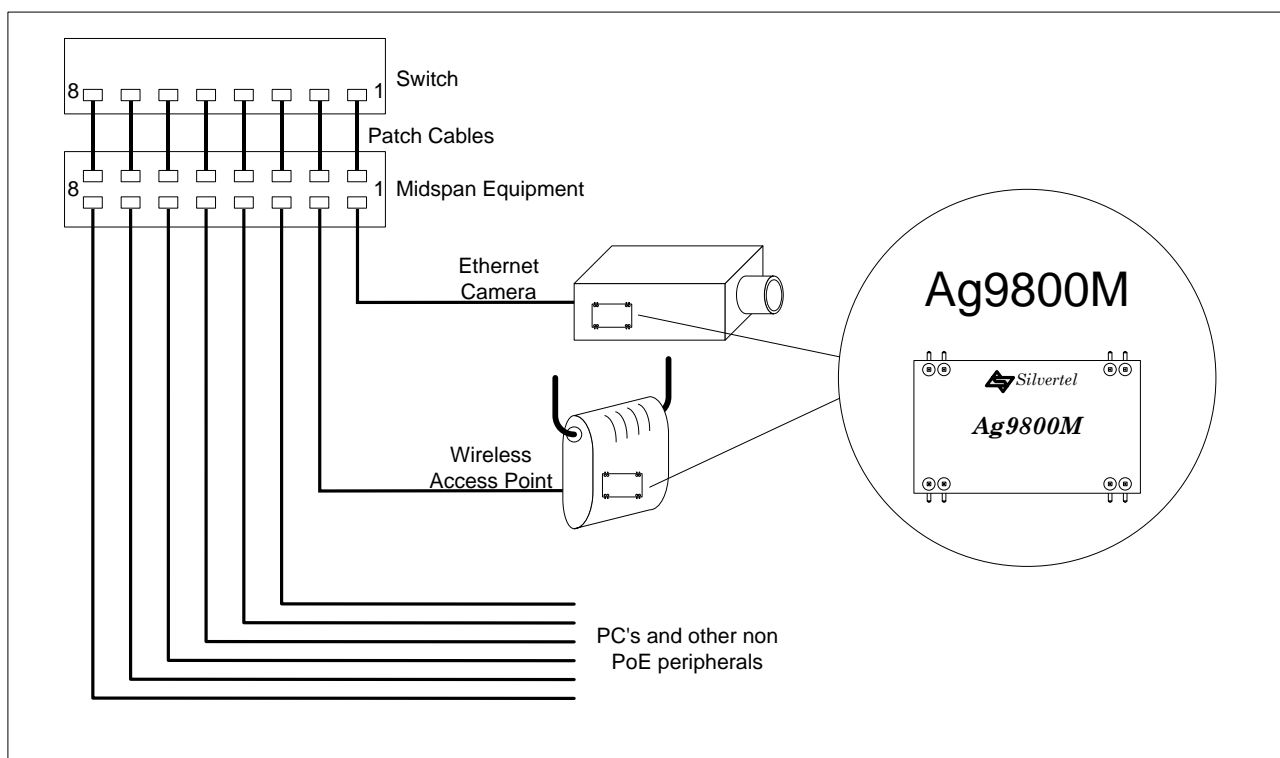 8
1
Switch
Patch Cables
8
1
Midspan Equipment
Ethernet
Camera
Ag9800M
Silvertel
Ag9800M
Wireless
Access Point
PC's and other non
PoE peripherals